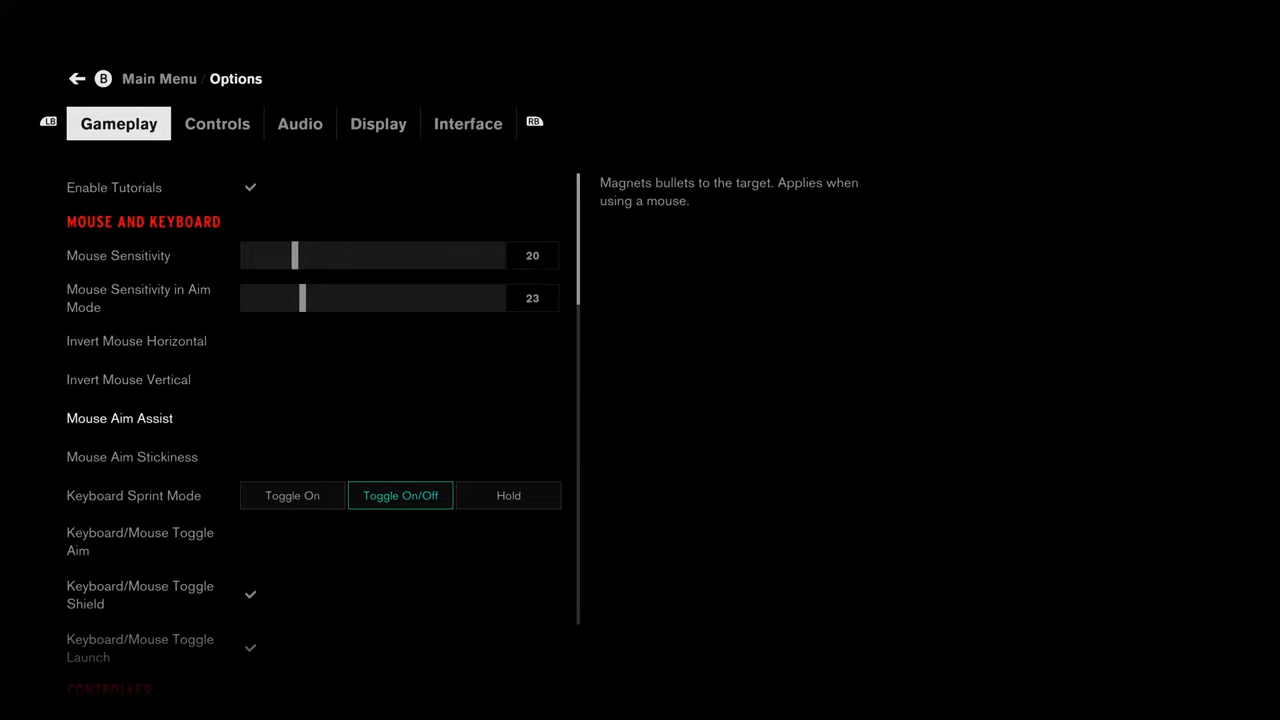 B Main Menu / Options
LB Gameplay Controls Audio Display Interface RB
Enable Tutorials
MOUSE AND KEYBOARD
Mouse Sensitivity 20
Mouse Sensitivity in Aim
Mode 23
Invert Mouse Horizontal
Invert Mouse Vertical
Mouse Aim Assist
Mouse Aim Stickiness
Keyboard Sprint Mode Toggle On Toggle On/Off Hold
Keyboard/Mouse Toggle
Aim
Keyboard/Mouse Toggle
Shield
Keyboard/Mouse Toggle
Launch
CONTROLLER
Magnets bullets to the target. Applies when
using a mouse.